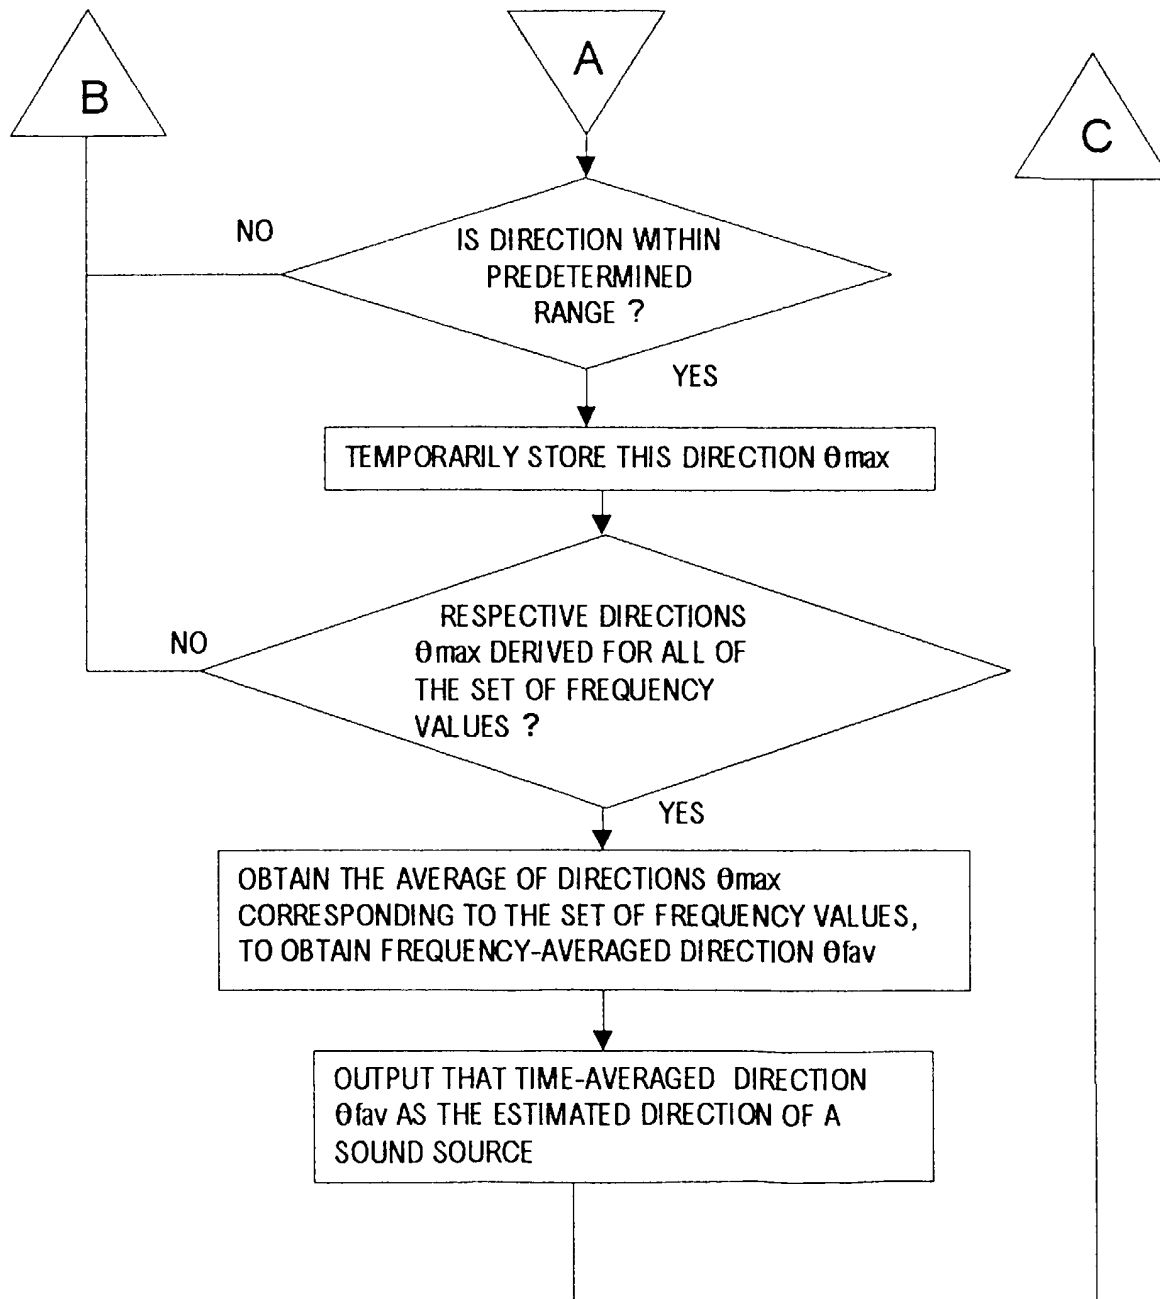 B
A
C
NO
IS DIRECTION WITHIN
PREDETERMINED
RANGE ?
YES
TEMPORARILY STORE THIS DIRECTION θmax
RESPECTIVE DIRECTIONS
θmax DERIVED FOR ALL OF
THE SET OF FREQUENCY
VALUES ?
NO
YES
OBTAIN THE AVERAGE OF DIRECTIONS θmax
CORRESPONDING TO THE SET OF FREQUENCY VALUES,
TO OBTAIN FREQUENCY-AVERAGED DIRECTION θfav
OUTPUT THAT TIME-AVERAGED DIRECTION
θfav AS THE ESTIMATED DIRECTION OF A
SOUND SOURCE